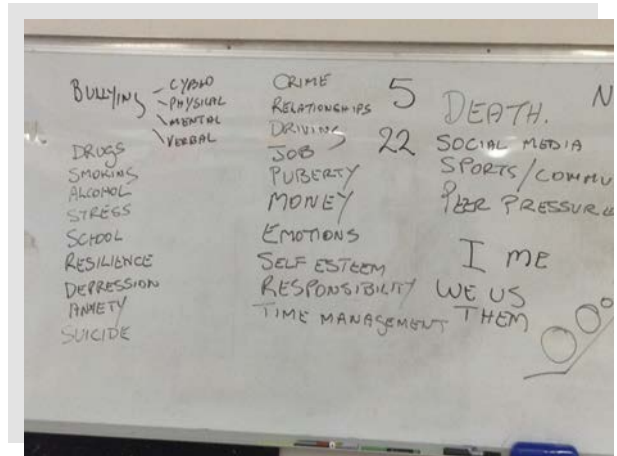 BULLYING - CYBER
- PHYSICAL
- MENTAL
\ VERBAL
DRUGS
SMOKING
ALCOHOL
STRESS
SCHOOL
RESILIENCE
DEPRESSION
ANXIETY
SUICIDE
CRIME
RELATIONSHIPS
DRIVING
JOB
PUBERTY
MONEY
EMOTIONS
SELF ESTEEM
RESPONSIBILITY
TIME MANAGEMENT
5
22
DEATH.
SOCIAL MEDIA
SPORTS/COMMU
PEER PRESSURE
I ME
WE US
THEM
N